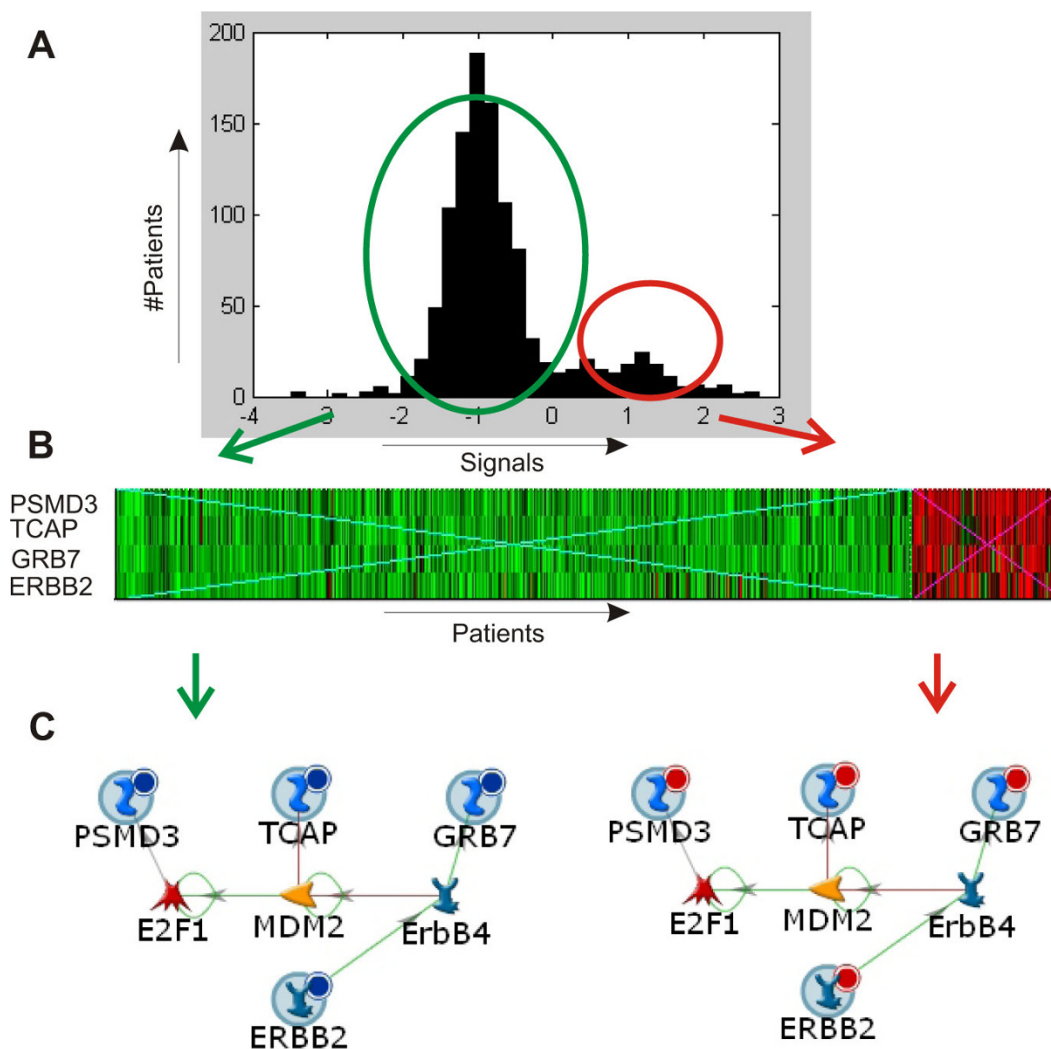 A
200
150
100
50
0
#Patients
-4 -3 -2 -1 0 1 2 3
Signals
B
PSMD3
TCAP
GRB7
ERBB2
Patients
C
PSMD3 TCAP GRB7
E2F1 MDM2 ErbB4
ERBB2
PSMD3 TCAP GRB7
E2F1 MDM2 ErbB4
ERBB2